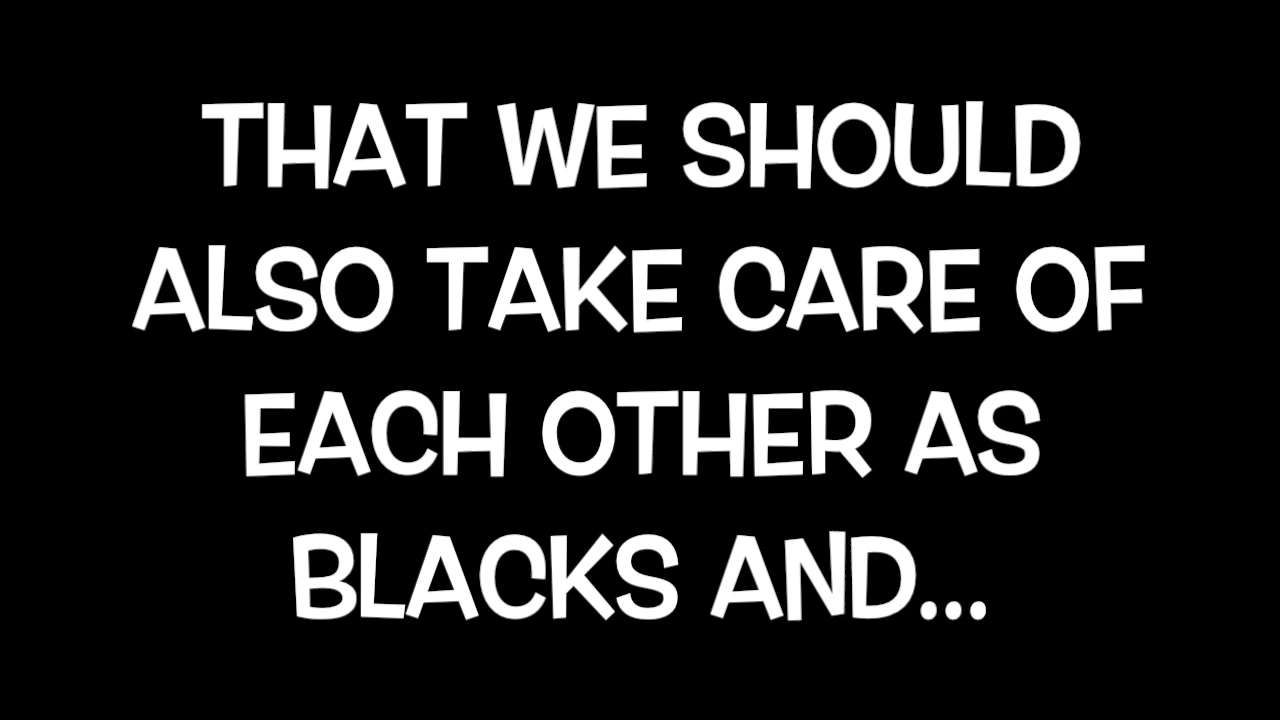 THAT WE SHOULD
ALSO TAKE CARE OF
EACH OTHER AS
BLACKS AND...